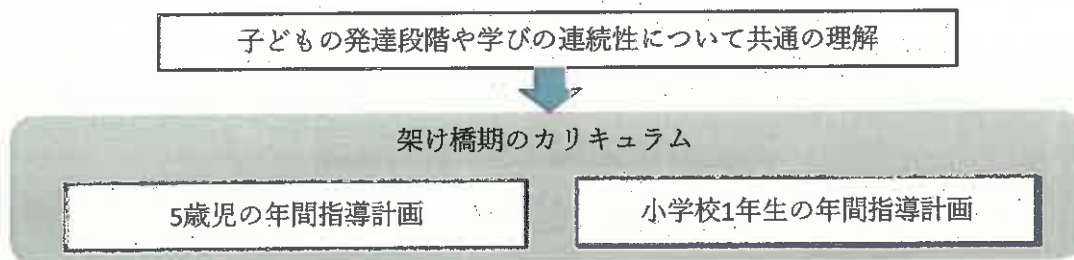 子どもの発達段階や学びの連続性について共通の理解
架け橋期のカリキュラム
5歳児の年間指導計画
小学校1年生の年間指導計画